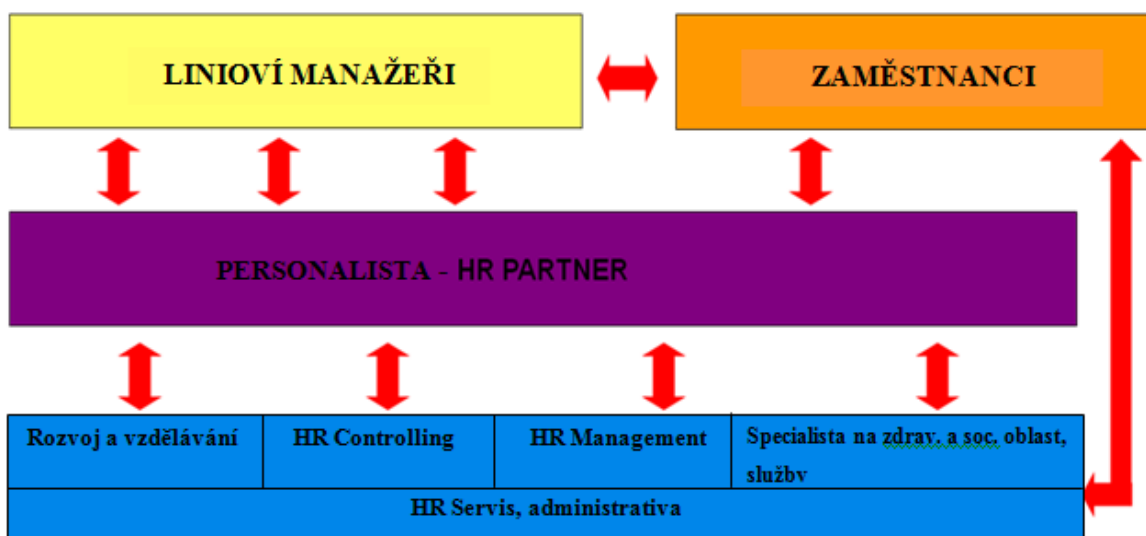 LINIOVÍ MANAŽEŘI
ZAMĚSTNANCI
PERSONALISTA - HR PARTNER
Rozvoj a vzdělávání
HR Controlling
HR Management
Specialista na zdrav. a soc. oblast,
služby
HR Servis, administrativa